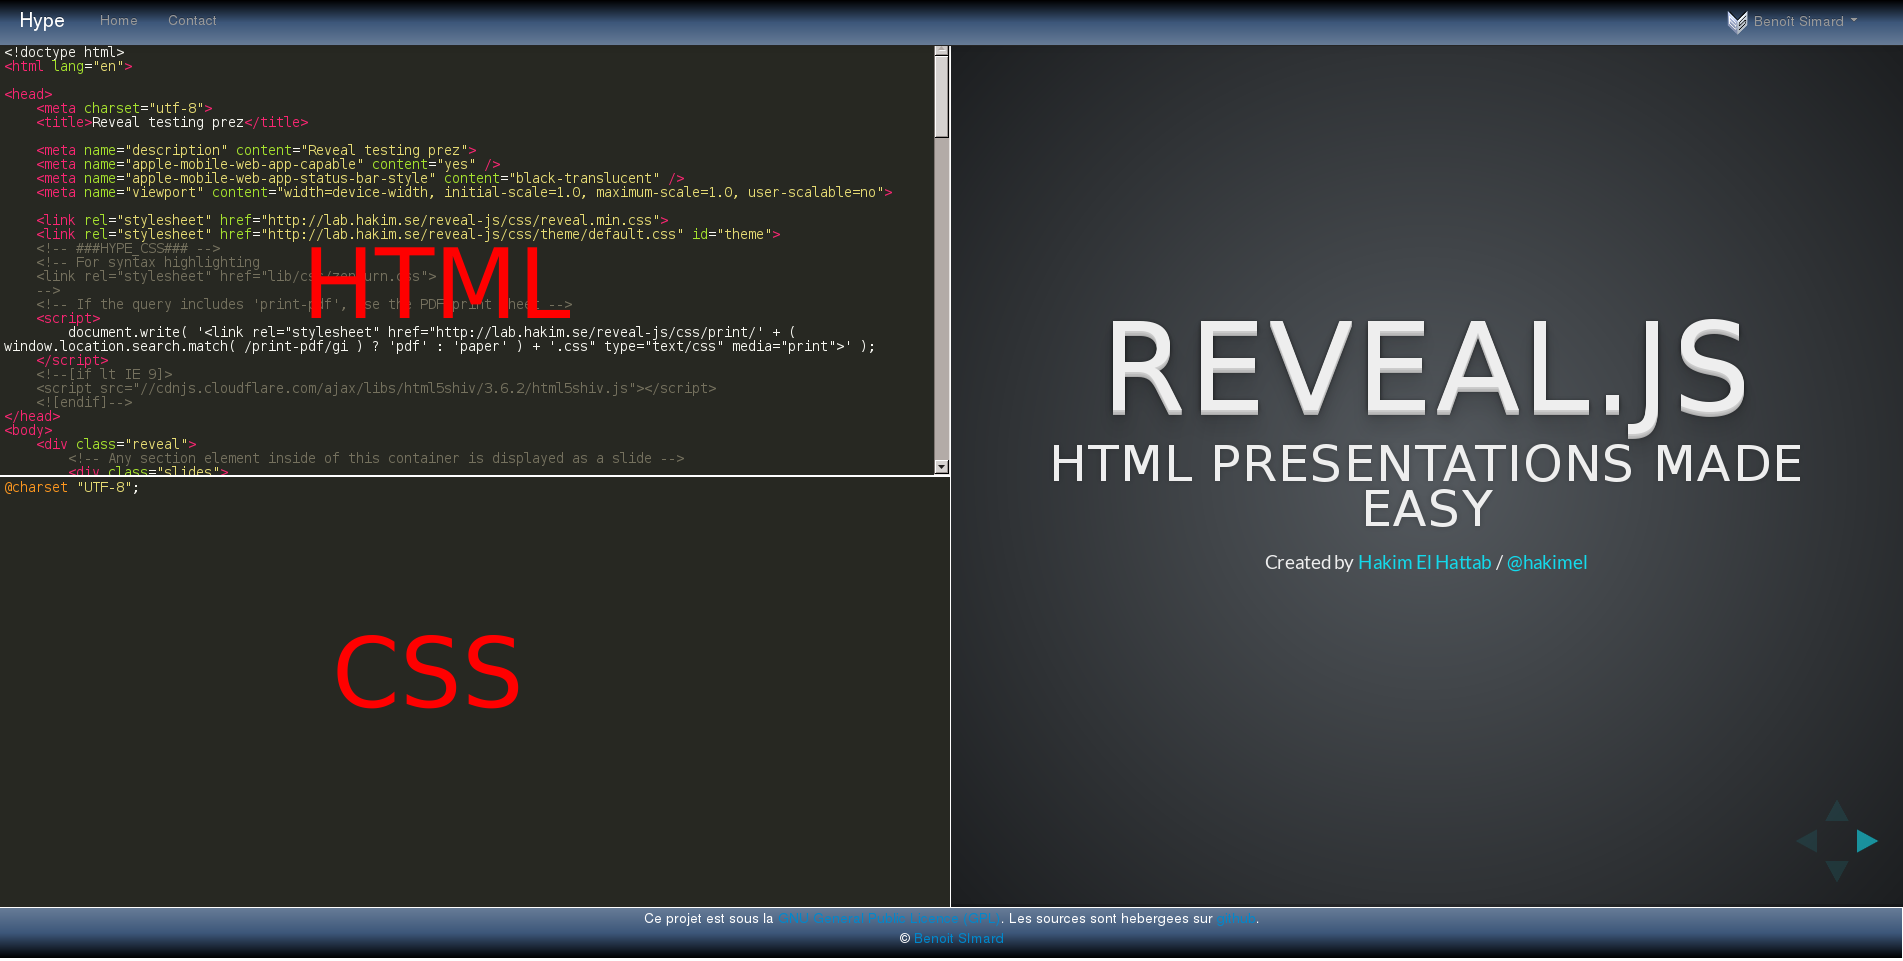 Hype Home Contact Benoît Simard
<!doctype html>
<html lang="en">
<head>
<meta charset="utf-8">
<title>Reveal testing prez</title>
<meta name="description" content="Reveal testing prez">
<meta name="apple-mobile-web-app-capable" content="yes" />
<meta name="apple-mobile-web-app-status-bar-style" content="black-translucent" />
<meta name="viewport" content="width=device-width, initial-scale=1.0, maximum-scale=1.0, user-scalable=no">
<link rel="stylesheet" href="http://lab.hakim.se/reveal-js/css/reveal.min.css">
<link rel="stylesheet" href="http://lab.hakim.se/reveal-js/css/theme/default.css" id="theme">
<!-- ###HYPE_CSS### -->
<!-- For syntax highlighting
<link rel="stylesheet" href="lib/css/zenburn.css">
-->
<!-- If the query includes 'print-pdf', use the PDF print sheet -->
<script>
document.write( '<link rel="stylesheet" href="http://lab.hakim.se/reveal-js/css/print/' + (
window.location.search.match( /print-pdf/gi ) ? 'pdf' : 'paper' ) + '.css" type="text/css" media="print">' );
</script>
<!--[if lt IE 9]>
<script src="//cdnjs.cloudflare.com/ajax/libs/html5shiv/3.6.2/html5shiv.js"></script>
<![endif]-->
</head>
<body>
<div class="reveal">
<!-- Any section element inside of this container is displayed as a slide -->
<div class="slides">
HTML
@charset "UTF-8";
CSS
REVEAL.JS
HTML PRESENTATIONS MADE
EASY
Created by Hakim El Hattab / @hakimel
Ce projet est sous la GNU General Public License (GPL). Les sources sont hebergees sur github.
© Benoit SImard